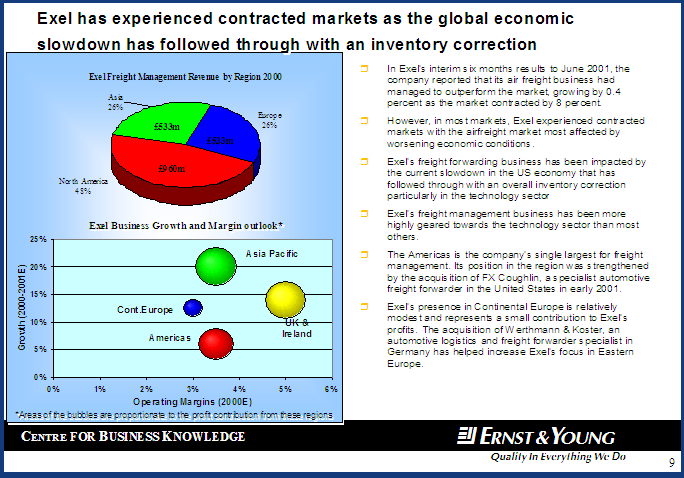 Exel has experienced contracted markets as the global economic
slowdown has followed through with an inventory correction
Exel Freight Management Revenue by Region 2000
Asia
26%
Europe
26%
£533m
£533m
£960m
North America
48%
Exel Business Growth and Margin outlook*
25%
20%
15%
10%
5%
0%
Growth (2000-2001E)
Asia Pacific
Cont.Europe
UK &
Ireland
Americas
0%
1%
2%
3%
4%
5%
6%
Operating Margins (2000E)
*Areas of the bubbles are proportionate to the profit contribution from these regions
In Exel's interim six months results to June 2001, the
company reported that its air freight business had
managed to outperform the market, growing by 0.4
percent as the market contracted by 8 percent.
However, in most markets, Exel experienced contracted
markets with the airfreight market most affected by
worsening economic conditions.
Exel's freight forwarding business has been impacted by
the current slowdown in the US economy that has
followed through with an overall inventory correction
particularly in the technology sector
Exel's freight management business has been more
highly geared towards the technology sector than most
others.
The Americas is the company's single largest for freight
management. Its position in the region was strengthened
by the acquisition of FX Coughlin, a specialist automotive
freight forwarder in the United States in early 2001.
Exel's presence in Continental Europe is relatively
modest and represents a small contribution to Exel's
profits. The acquisition of Werthmann & Koster, an
automotive logistics and freight forwarder specialist in
Germany has helped increase Exel's focus in Eastern
Europe.
CENTRE FOR BUSINESS KNOWLEDGE
ERNST & YOUNG
Quality In Everything We Do
9